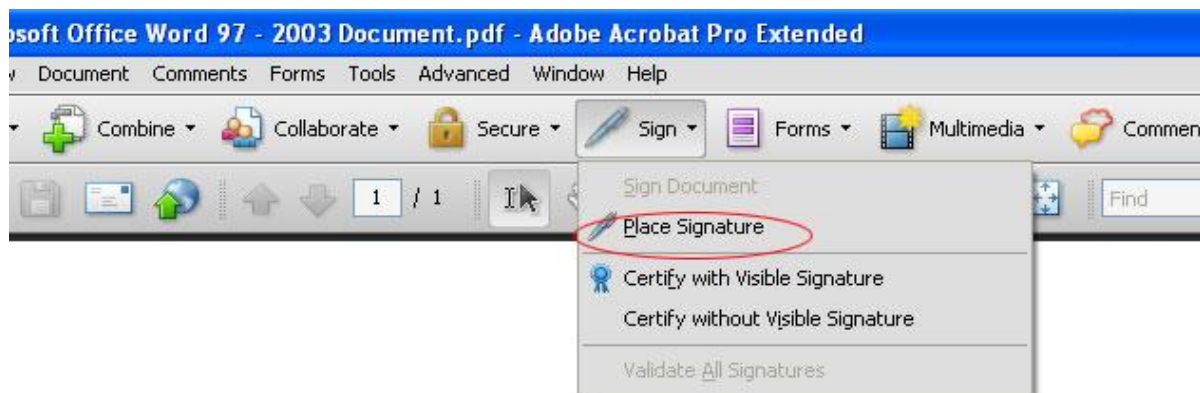 osoft Office Word 97 - 2003 Document.pdf - Adobe Acrobat Pro Extended
Document Comments Forms Tools Advanced Window Help
Combine Collaborate Secure Sign Forms Multimedia Commen
1 / 1 Find
Sign Document
Place Signature
Certify with Visible Signature
Certify without Visible Signature
Validate All Signatures